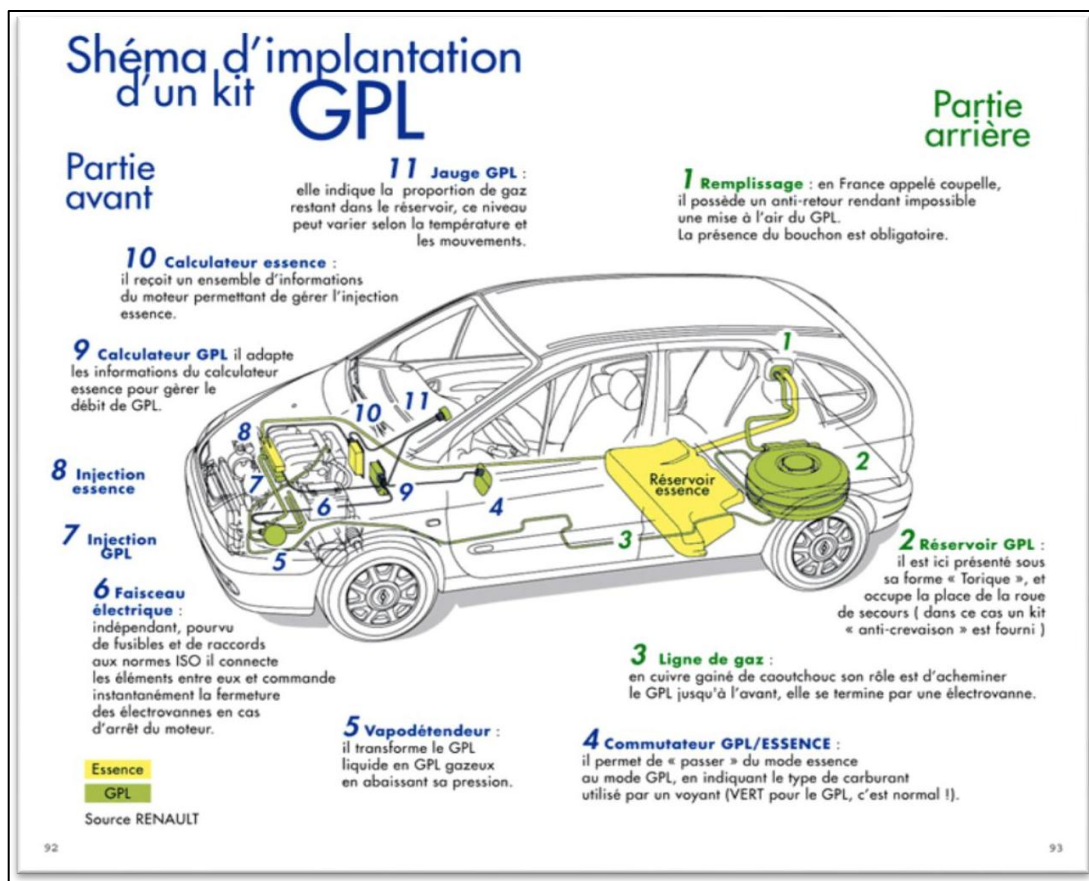 Shéma d'implantation
d'un kit GPL
Partie
avant
Partie
arrière
11 Jauge GPL :
elle indique la proportion de gaz
restant dans le réservoir, ce niveau
peut varier selon la température et
les mouvements.
1 Remplissage : en France appelé coupelle,
il possède un anti-retour rendant impossible
une mise à l'air du GPL.
La présence du bouchon est obligatoire.
10 Calculateur essence :
il reçoit un ensemble d'informations
du moteur permettant de gérer l'injection
essence.
9 Calculateur GPL il adapte
les informations du calculateur
essence pour gèrer le
débit de GPL.
8 Injection
essence
7 Injection
GPL
1
10
11
8
7
6
9
4
5
3
2
Réservoir
essence
6 Faisceau
électrique :
indépendant, pourvu
de fusibles et de raccords
aux normes ISO il connecte
les éléments entre eux et commande
instantanément la fermeture
des électrovannes en cas
d'arrêt du moteur.
2 Réservoir GPL :
il est ici présenté sous
sa forme « Torique », et
occupe la place de la roue
de secours ( dans ce cas un kit
« anti-crevaison » est fourni )
3 Ligne de gaz :
en cuivre gainé de caoutchouc son rôle est d'acheminer
le GPL jusqu'à l'avant, elle se termine par une électrovanne.
5 Vapodétendeur :
il transforme le GPL
liquide en GPL gazeux
en abaissant sa pression.
4 Commutateur GPL/ESSENCE :
il permet de « passer » du mode essence
au mode GPL, en indiquant le type de carburant
utilisé par un voyant (VERT pour le GPL, c'est normal !).
Essence
GPL
Source RENAULT
92
93